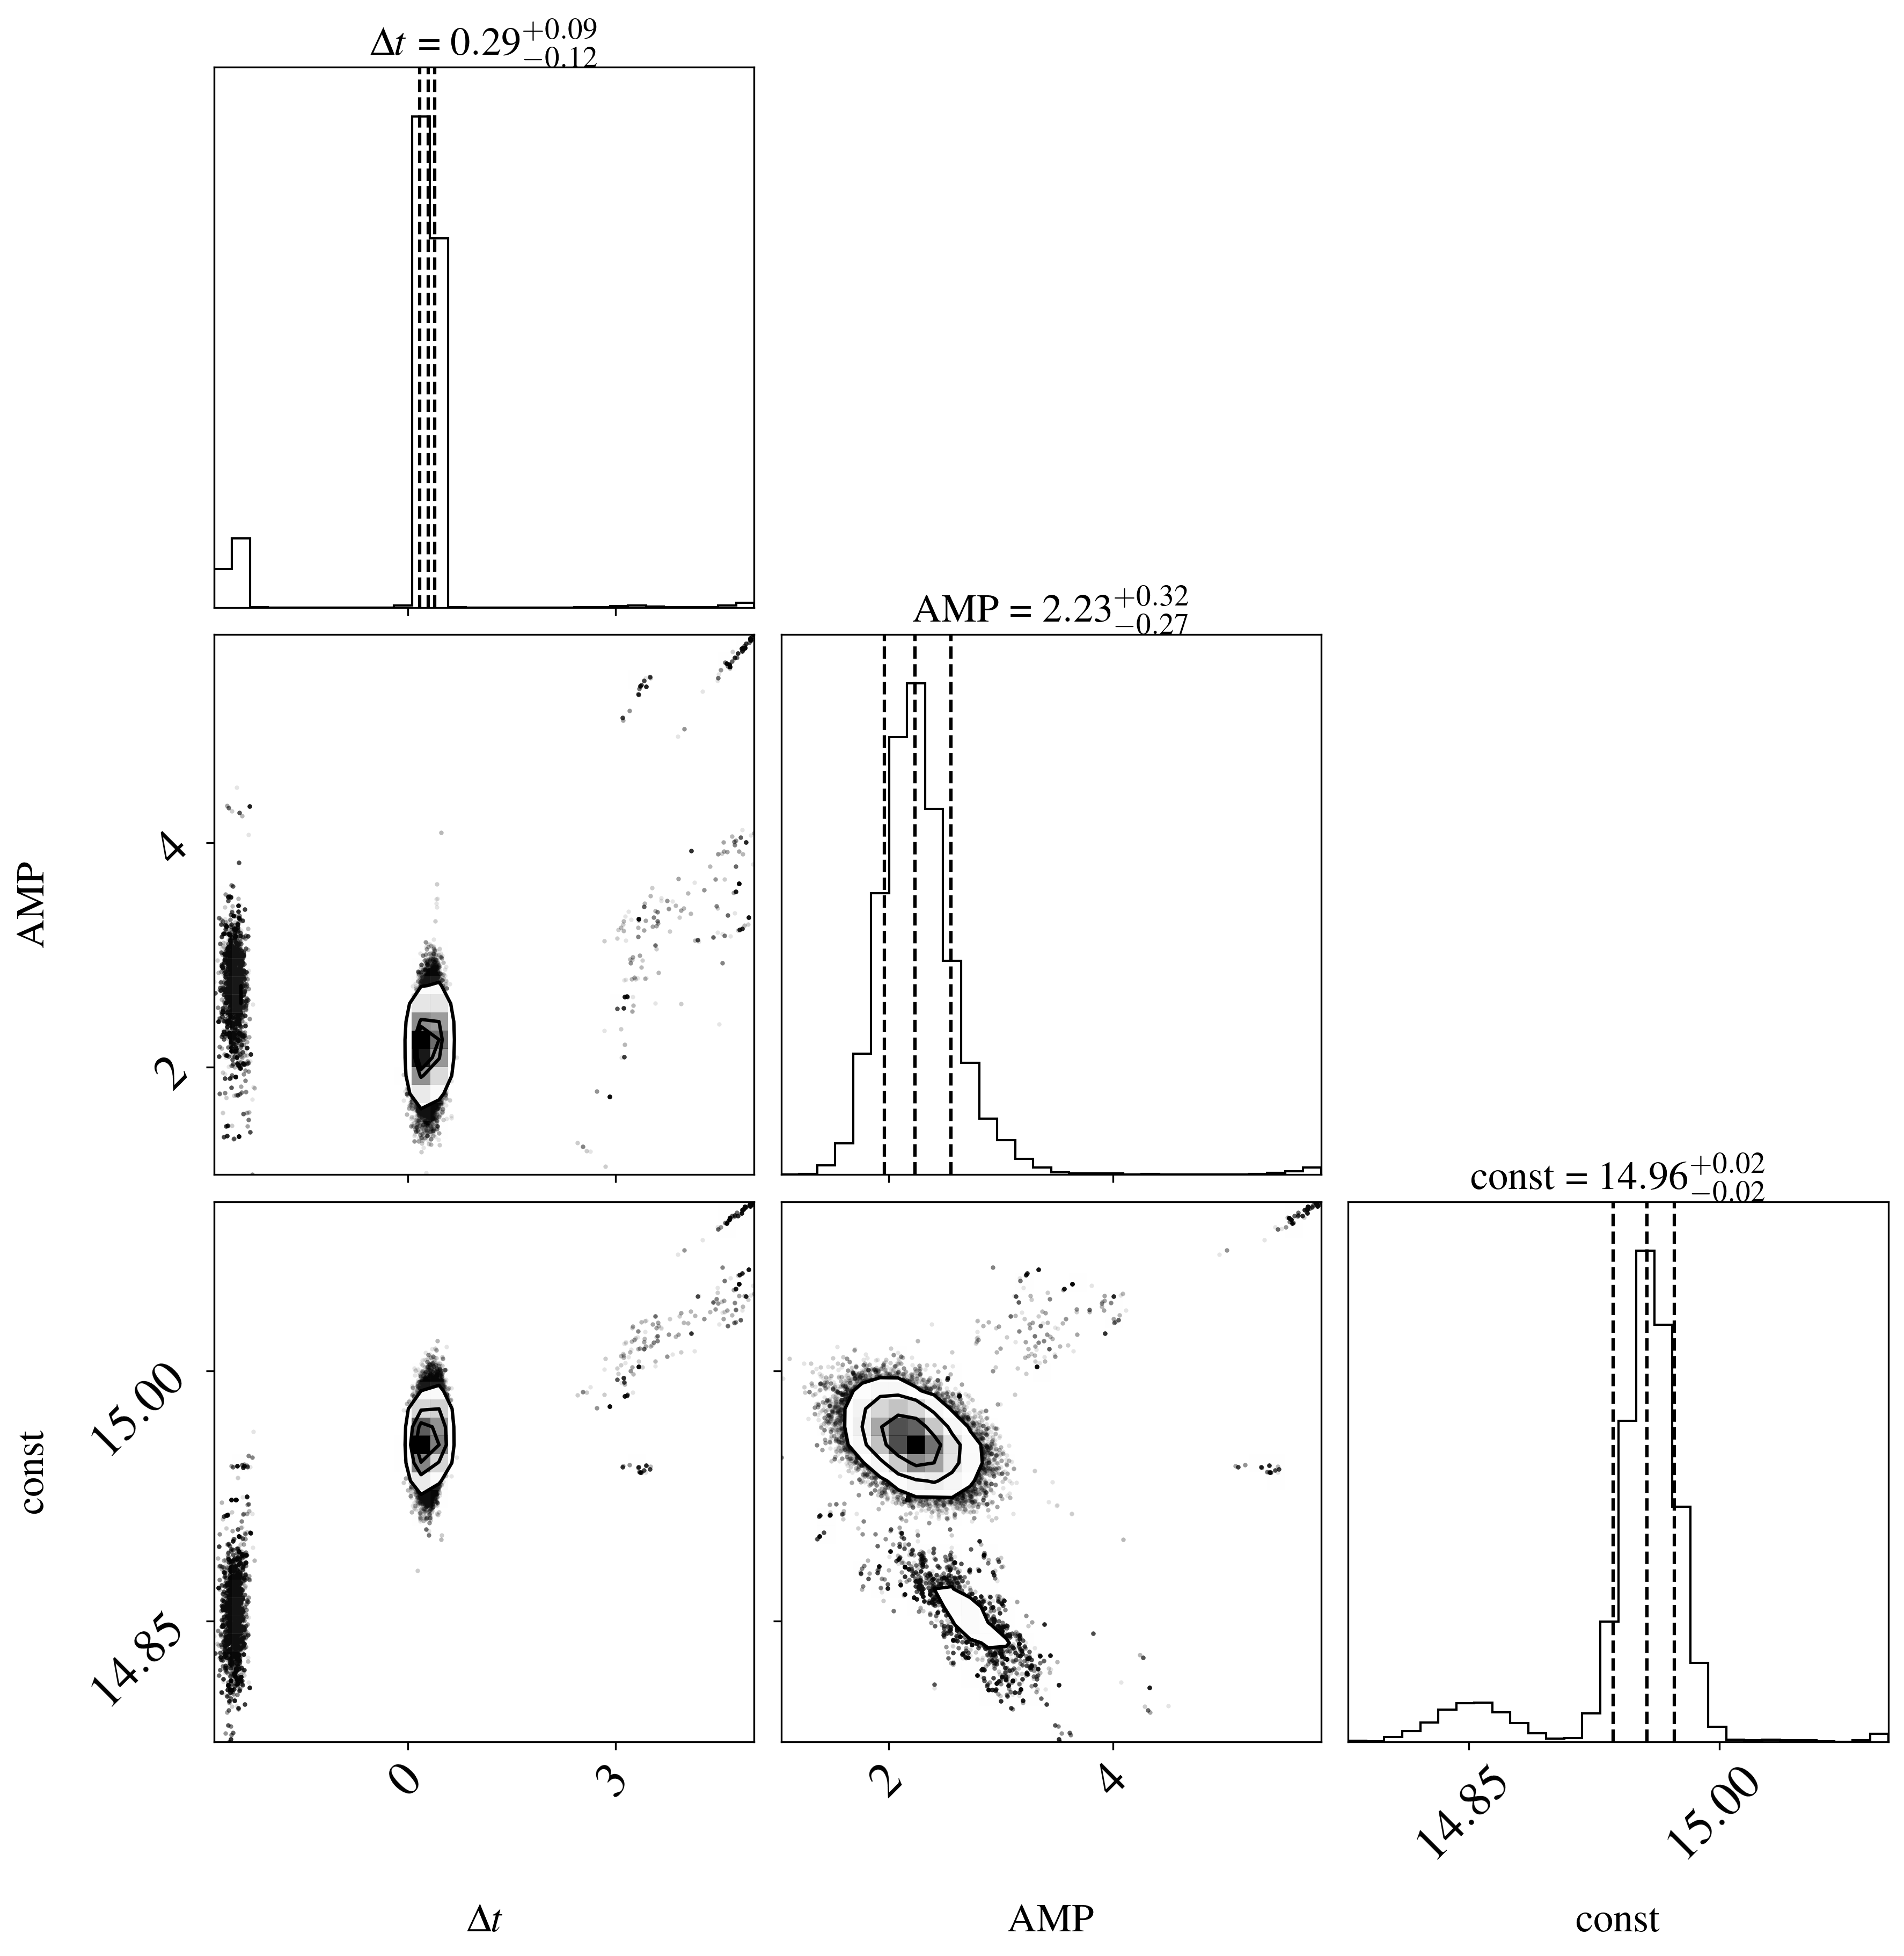 Δt = 0.29+0.09 −0.12
AMP = 2.23+0.32 −0.27
4
2
AMP
const = 14.96+0.02 −0.02
15.00
14.85
const
0 3 2 4 14.85 15.00
Δt AMP const